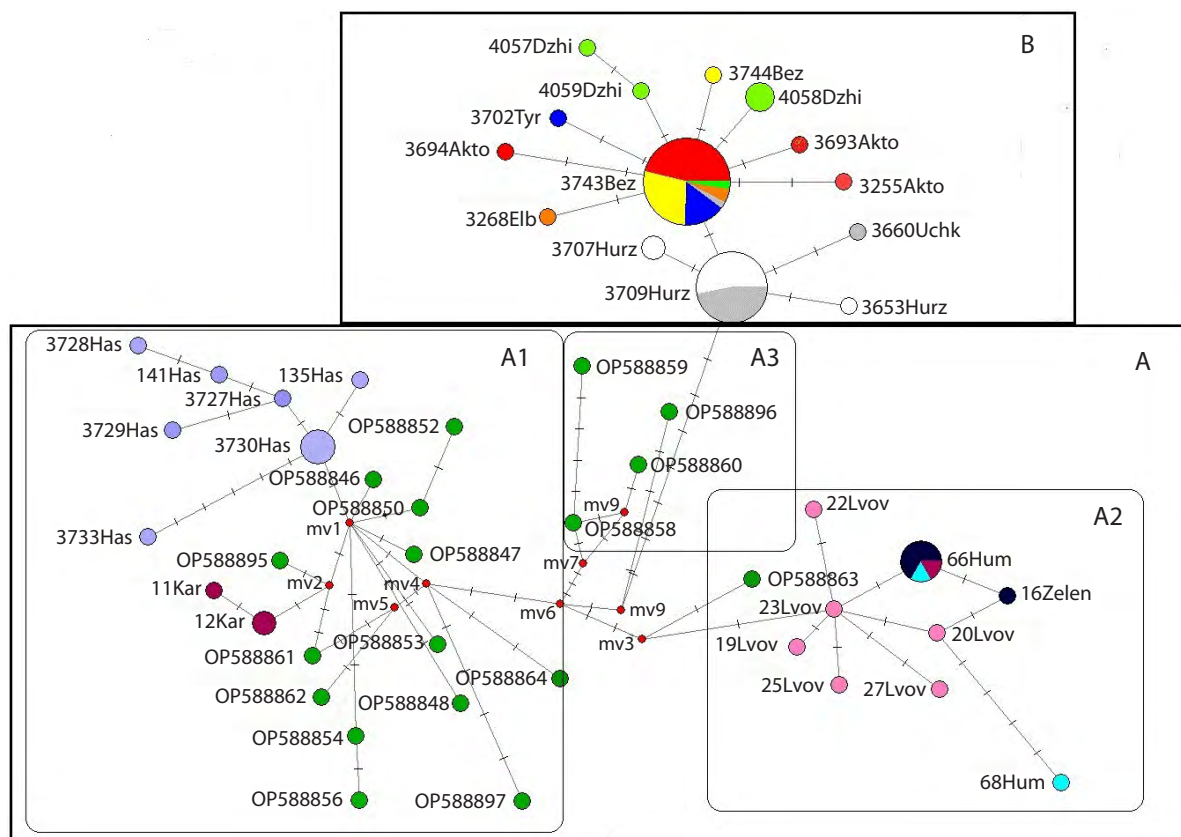 B
4057Dzhi
3744Bez
4059Dzhi
4058Dzhi
3702Tyr
3693Akto
3694Akto
3743Bez
3255Akto
3268Elb
3660Uchk
3707Hurz
3709Hurz
3653Hurz
A1
A3
A
3728Has
141Has
135Has
OP588859
3727Has
OP588852
OP588896
3729Has
3730Has
OP588860
OP588846
A2
OP588850
mv9
22Lvov
mv1
OP588858
3733Has
OP588895
OP588847
mv7
66Hum
mv2
mv4
OP588863
11Kar
mv5
mv6
mv9
23Lvov
16Zelen
12Kar
mv3
20Lvov
OP588861
OP588853
19Lvov
OP588864
25Lvov
27Lvov
OP588862
OP588848
OP588854
68Hum
OP588856
OP588897